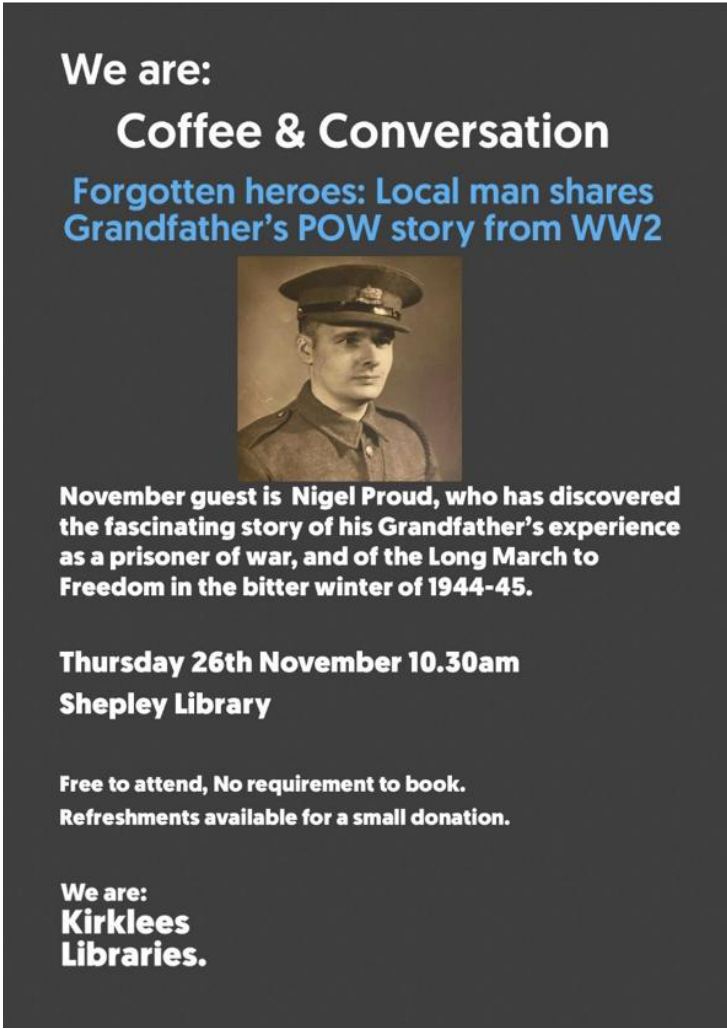 We are:
Coffee & Conversation
Forgotten heroes: Local man shares
Grandfather's POW story from WW2
November guest is Nigel Proud, who has discovered
the fascinating story of his Grandfather's experience
as a prisoner of war, and of the Long March to
Freedom in the bitter winter of 1944-45.
Thursday 26th November 10.30am
Shepley Library
Free to attend, No requirement to book.
Refreshments available for a small donation.
We are:
Kirklees
Libraries.